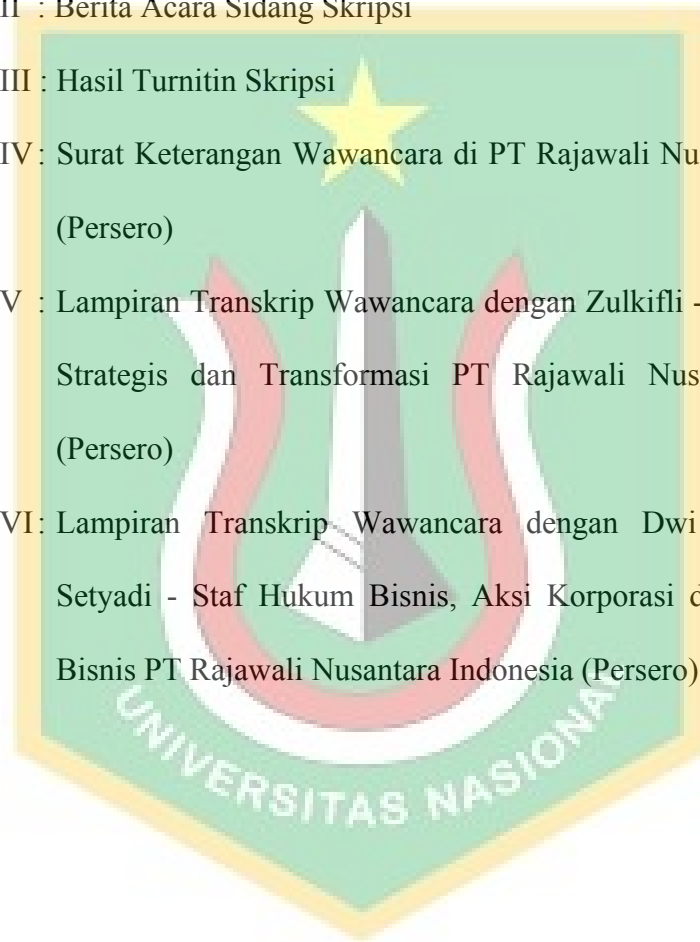 II : Berita Acara Sidang Skripsi
III : Hasil Turnitin Skripsi
IV : Surat Keterangan Wawancara di PT Rajawali Nu
(Persero)
V : Lampiran Transkrip Wawancara dengan Zulkifli -
Strategis dan Transformasi PT Rajawali Nus
(Persero)
VI : Lampiran Transkrip Wawancara dengan Dwi
Setyadi - Staf Hukum Bisnis, Aksi Korporasi d
Bisnis PT Rajawali Nusantara Indonesia (Persero)
UNIVERSITAS NASIONAL